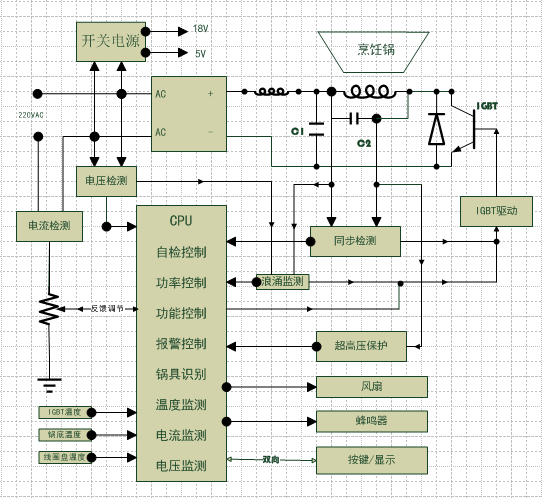 开关电源
18V
5V
烹饪锅
AC
+
AC
-
220VAC
C1
C2
IGBT
电压检测
电流检测
IGBT驱动
CPU
自检控制
功率控制
功能控制
报警控制
锅具识别
温度监测
电流监测
电压监测
同步检测
浪涌监测
反馈调节
超高压保护
风扇
蜂鸣器
双向
按键/显示
IGBT温度
锅底温度
线圈盘温度